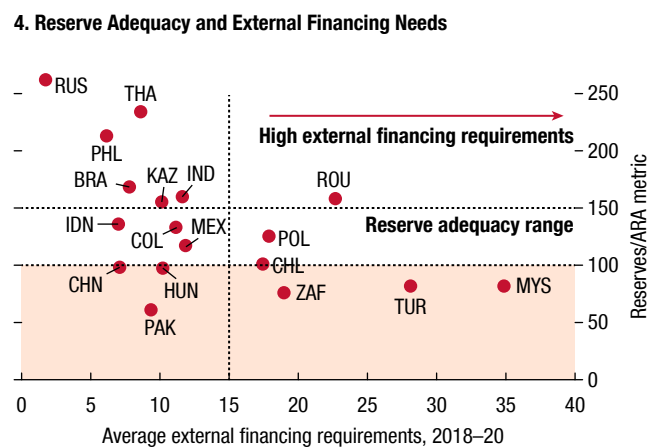 4. Reserve Adequacy and External Financing Needs
RUS
THA
250
High external financing requirements
PHL
200
BRA
KAZ
IND
ROU
150
IDN
COL
MEX
POL
Reserve adequacy range
CHL
100
CHN
HUN
ZAF
TUR
MYS
PAK
50
0
Reserves/ARA metric
0 5 10 15 20 25 30 35 40
Average external financing requirements, 2018–20